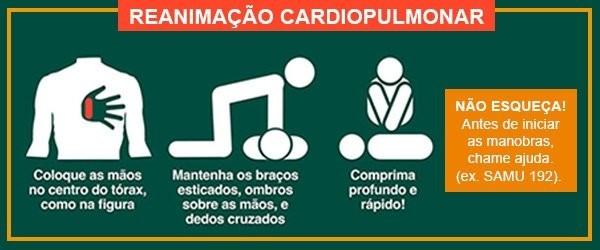 REANIMAÇÃO CARDIOPULMONAR
Coloque as mãos
no centro do tórax,
como na figura
Mantenha os braços
esticados, ombros
sobre as mãos, e
dedos cruzados
Comprima
profundo e
rápido!
NÃO ESQUEÇA!
Antes de iniciar
as manobras,
chame ajuda.
(ex. SAMU 192).